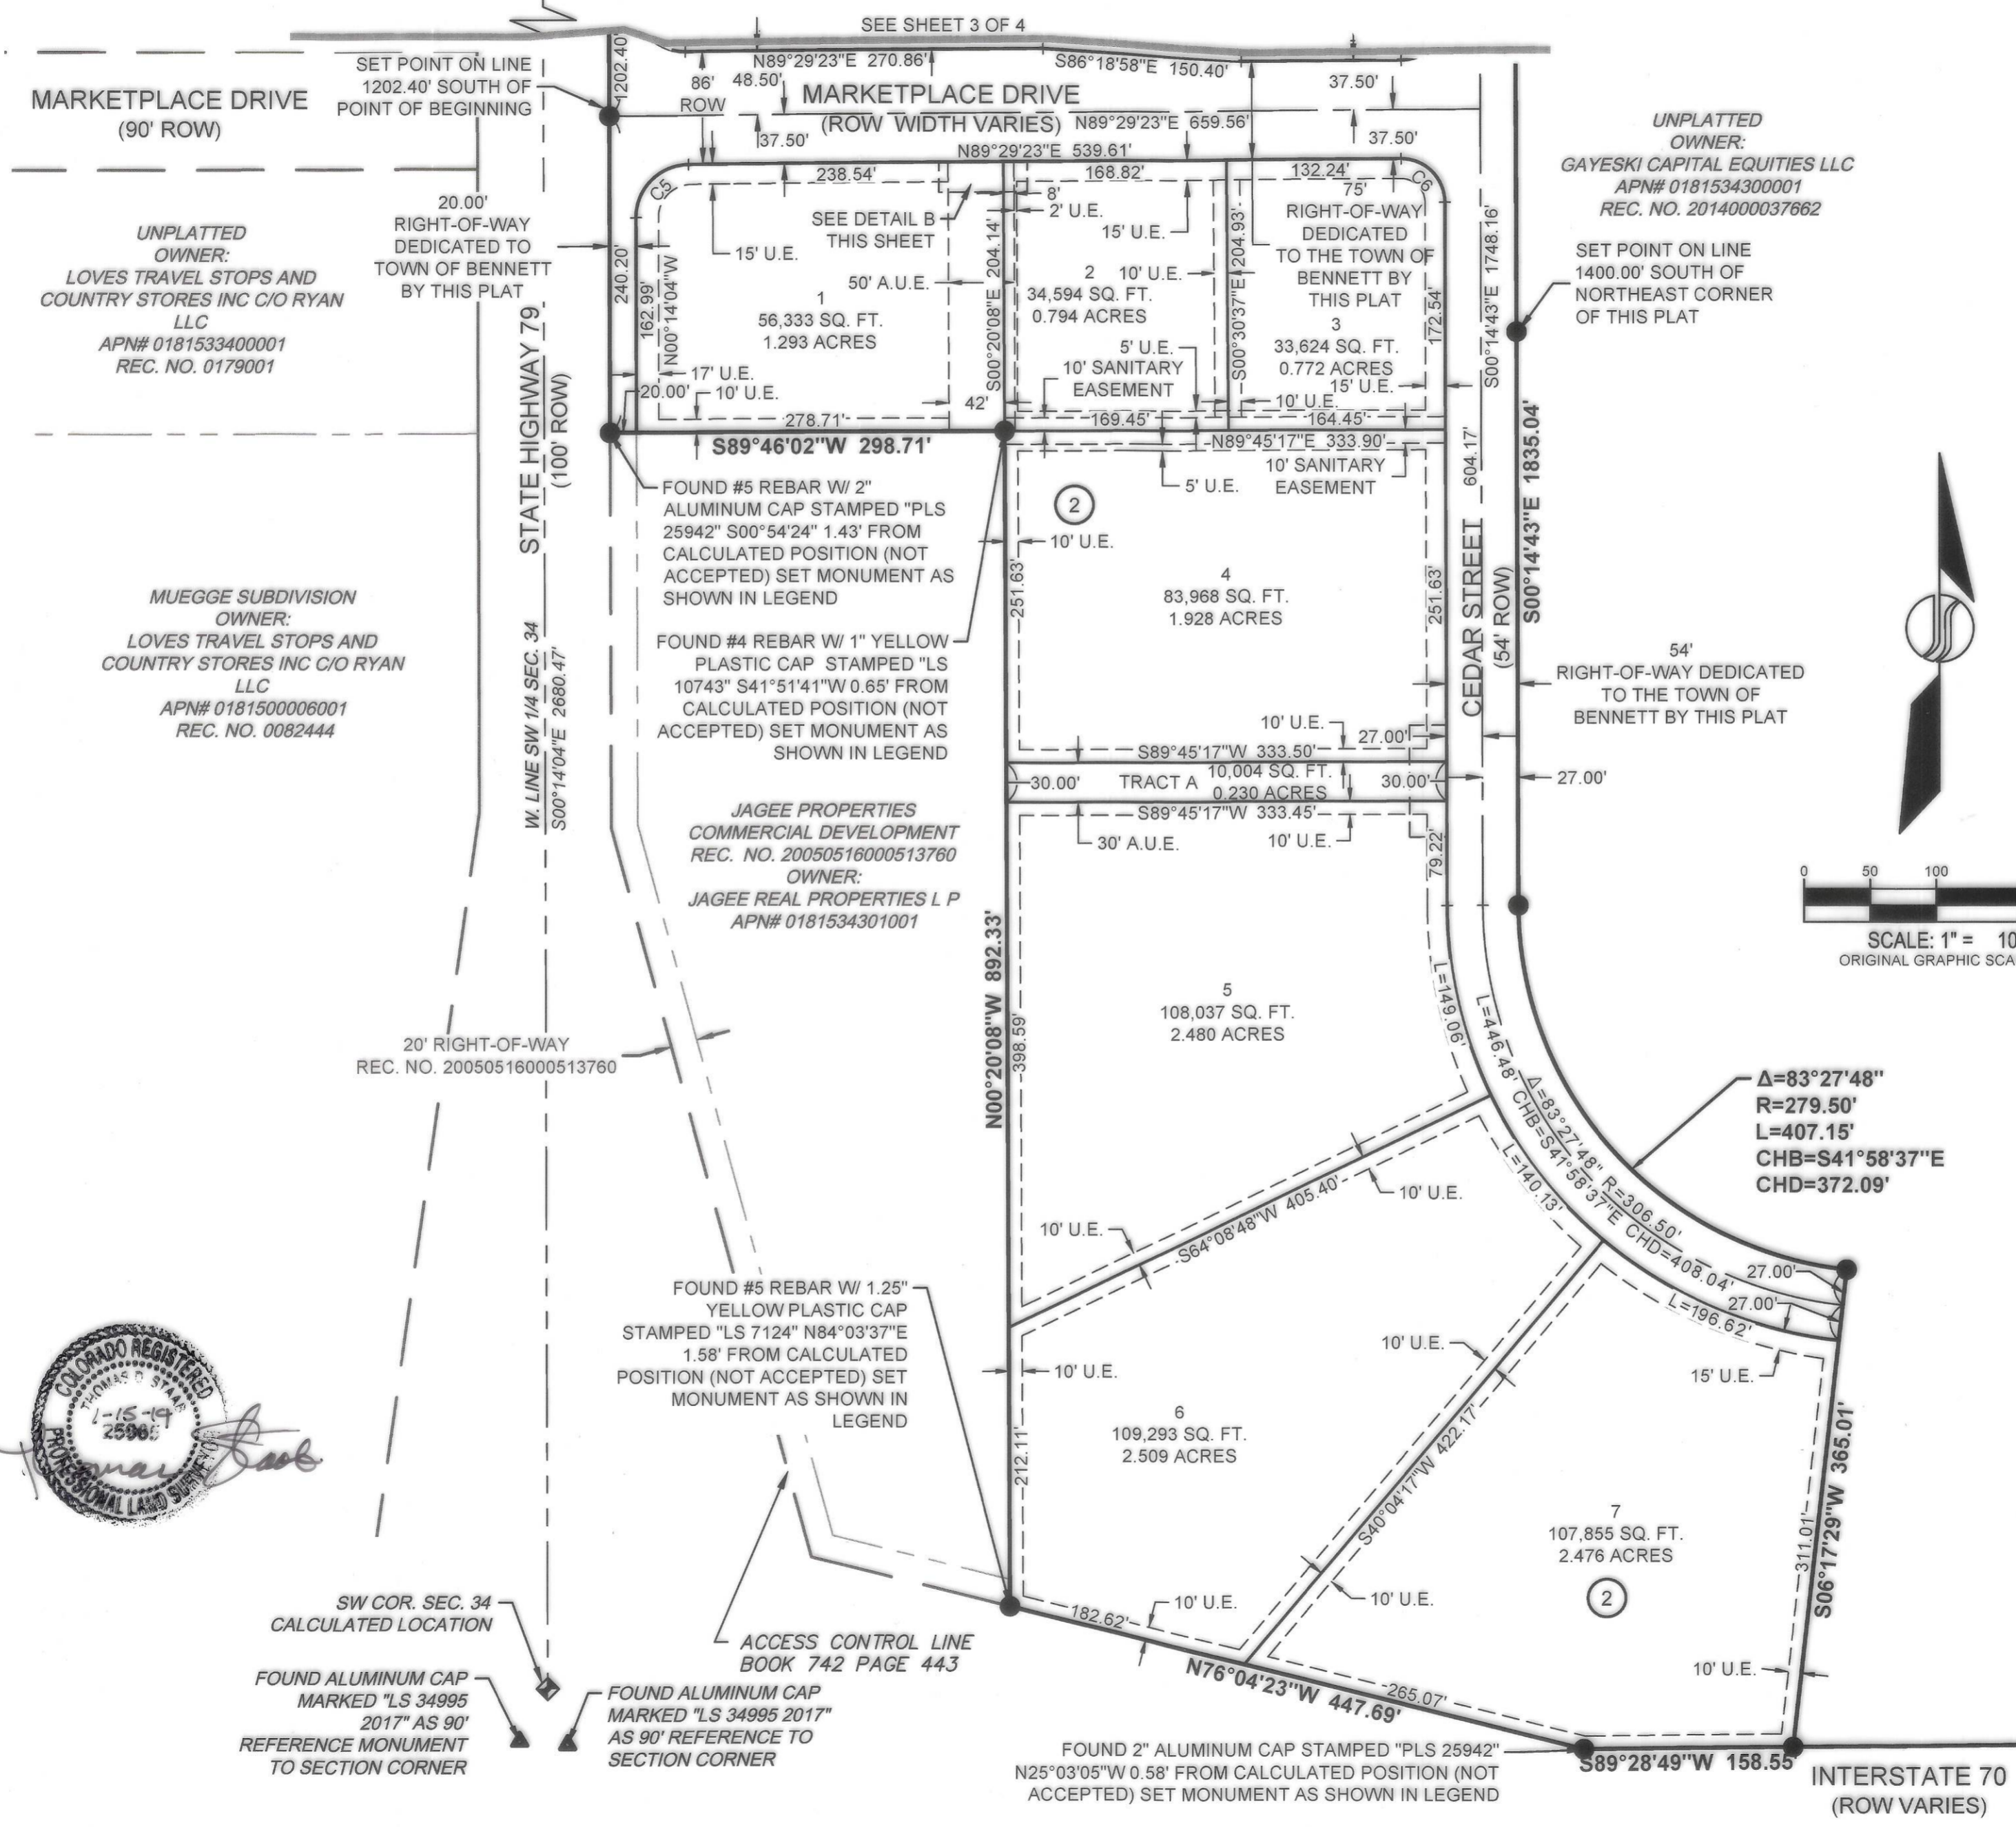 SEE SHEET 3 OF 4
SET POINT ON LINE
1202.40' SOUTH OF
POINT OF BEGINNING
1202.40'
MARKETPLACE DRIVE
(90' ROW)
N89°29'23"E 270.86'
S86°18'58"E 150.40'
86'
ROW
48.50'
37.50'
MARKETPLACE DRIVE
(ROW WIDTH VARIES)
N89°29'23"E 659.56'
37.50'
37.50'
N89°29'23"E 539.61'
238.54'
168.82'
132.24'
C5
C6
UNPLATTED
OWNER:
GAYESKI CAPITAL EQUITIES LLC
APN# 0181534300001
REC. NO. 2014000037662
20.00'
RIGHT-OF-WAY
DEDICATED TO
TOWN OF BENNETT
BY THIS PLAT
UNPLATTED
OWNER:
LOVES TRAVEL STOPS AND
COUNTRY STORES INC C/O RYAN
LLC
APN# 0181533400001
REC. NO. 0179001
240.20'
162.99'
N00°14'04"W
15' U.E.
SEE DETAIL B
THIS SHEET
50' A.U.E.
1
56,333 SQ. FT.
1.293 ACRES
17' U.E.
20.00'
10' U.E.
42'
278.71'
S89°46'02"W 298.71'
S00°20'08"E 204.14'
8'
2' U.E.
15' U.E.
2
34,594 SQ. FT.
0.794 ACRES
10' U.E.
5' U.E.
10' SANITARY
EASEMENT
169.45'
S00°30'37"E 204.93'
75'
RIGHT-OF-WAY
DEDICATED
TO THE TOWN OF
BENNETT BY
THIS PLAT
3
33,624 SQ. FT.
0.772 ACRES
15' U.E.
10' U.E.
164.45'
172.54'
S00°14'43"E 1748.16'
SET POINT ON LINE
1400.00' SOUTH OF
NORTHEAST CORNER
OF THIS PLAT
N89°45'17"E 333.90'
10' SANITARY
EASEMENT
5' U.E.
604.17'
S00°14'43"E 1835.04'
STATE HIGHWAY 79
(100' ROW)
FOUND #5 REBAR W/ 2"
ALUMINUM CAP STAMPED "PLS
25942" S00°54'24" 1.43' FROM
CALCULATED POSITION (NOT
ACCEPTED) SET MONUMENT AS
SHOWN IN LEGEND
2
10' U.E.
251.63'
4
83,968 SQ. FT.
1.928 ACRES
251.63'
CEDAR STREET
(54' ROW)
54'
RIGHT-OF-WAY DEDICATED
TO THE TOWN OF
BENNETT BY THIS PLAT
MUEGGE SUBDIVISION
OWNER:
LOVES TRAVEL STOPS AND
COUNTRY STORES INC C/O RYAN
LLC
APN# 0181500006001
REC. NO. 0082444
W. LINE SW 1/4 SEC. 34
S00°14'04"E 2680.47'
FOUND #4 REBAR W/ 1" YELLOW
PLASTIC CAP STAMPED "LS
10743" S41°51'41"W 0.65' FROM
CALCULATED POSITION (NOT
ACCEPTED) SET MONUMENT AS
SHOWN IN LEGEND
10' U.E.
27.00'
27.00'
S89°45'17"W 333.50'
30.00'
TRACT A
10,004 SQ. FT.
0.230 ACRES
30.00'
S89°45'17"W 333.45'
30' A.U.E.
10' U.E.
79.22'
JAGEE PROPERTIES
COMMERCIAL DEVELOPMENT
REC. NO. 20050516000513760
OWNER:
JAGEE REAL PROPERTIES L P
APN# 0181534301001
0 50 100
SCALE: 1" = 10
ORIGINAL GRAPHIC SCA
N00°20'08"W 892.33'
398.59'
5
108,037 SQ. FT.
2.480 ACRES
L=149.06'
L=446.48' CHB=S41°58'37"E CHD=408.04'
Δ=83°27'48" R=306.50'
20' RIGHT-OF-WAY
REC. NO. 20050516000513760
Δ=83°27'48"
R=279.50'
L=407.15'
CHB=S41°58'37"E
CHD=372.09'
10' U.E.
S64°08'48"W 405.40'
10' U.E.
L=140.13'
27.00'
27.00'
L=196.62'
15' U.E.
FOUND #5 REBAR W/ 1.25"
YELLOW PLASTIC CAP
STAMPED "LS 7124" N84°03'37"E
1.58' FROM CALCULATED
POSITION (NOT ACCEPTED) SET
MONUMENT AS SHOWN IN
LEGEND
10' U.E.
10' U.E.
6
109,293 SQ. FT.
2.509 ACRES
212.11'
S40°04'17"W 422.17'
10' U.E.
7
107,855 SQ. FT.
2.476 ACRES
2
311.01'
S06°17'29"W 365.01'
10' U.E.
COLORADO REGISTERED
THOMAS D STAAB
1-15-19
25965
PROFESSIONAL LAND SURVEYOR
SW COR. SEC. 34
CALCULATED LOCATION
FOUND ALUMINUM CAP
MARKED "LS 34995
2017" AS 90'
REFERENCE MONUMENT
TO SECTION CORNER
FOUND ALUMINUM CAP
MARKED "LS 34995 2017"
AS 90' REFERENCE TO
SECTION CORNER
ACCESS CONTROL LINE
BOOK 742 PAGE 443
182.62'
10' U.E.
N76°04'23"W 447.69'
265.07'
FOUND 2" ALUMINUM CAP STAMPED "PLS 25942"
N25°03'05"W 0.58' FROM CALCULATED POSITION (NOT
ACCEPTED) SET MONUMENT AS SHOWN IN LEGEND
S89°28'49"W 158.55'
INTERSTATE 70
(ROW VARIES)